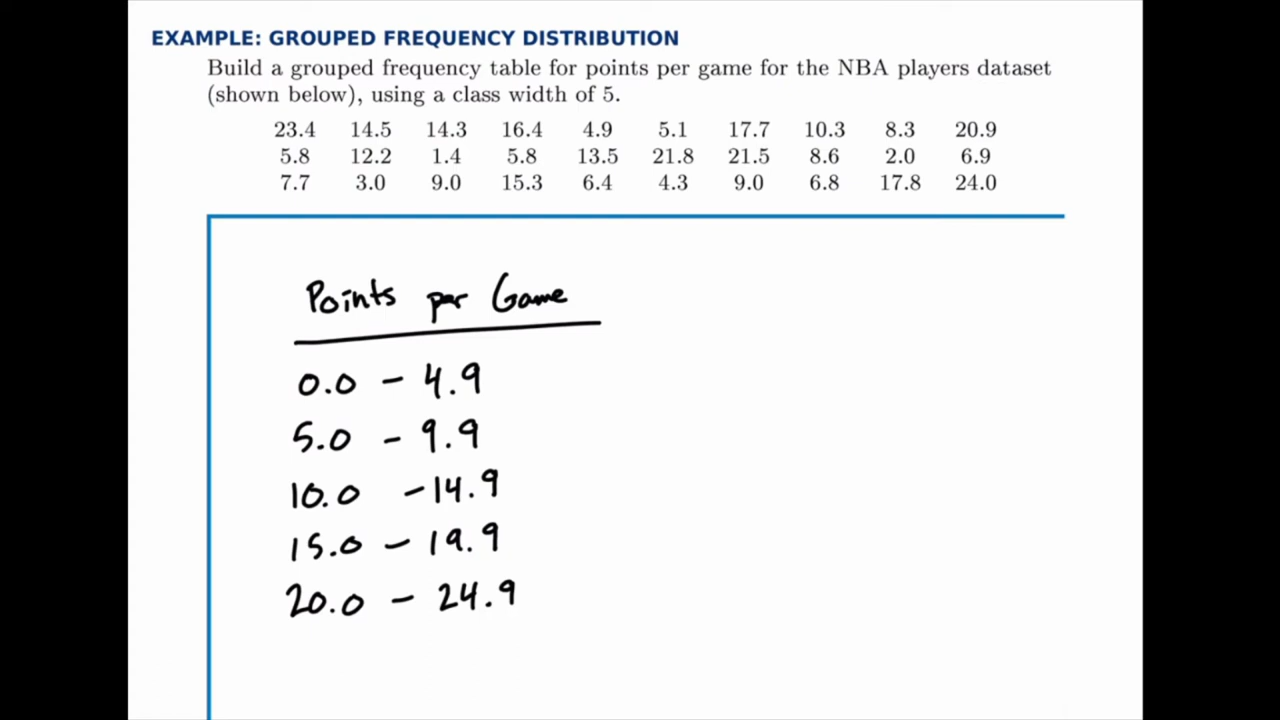 EXAMPLE: GROUPED FREQUENCY DISTRIBUTION
Build a grouped frequency table for points per game for the NBA players dataset
(shown below), using a class width of 5.
23.4 14.5 14.3 16.4 4.9 5.1 17.7 10.3 8.3 20.9
5.8 12.2 1.4 5.8 13.5 21.8 21.5 8.6 2.0 6.9
7.7 3.0 9.0 15.3 6.4 4.3 9.0 6.8 17.8 24.0
Points per Game
0.0 - 4.9
5.0 - 9.9
10.0 - 14.9
15.0 - 19.9
20.0 - 24.9